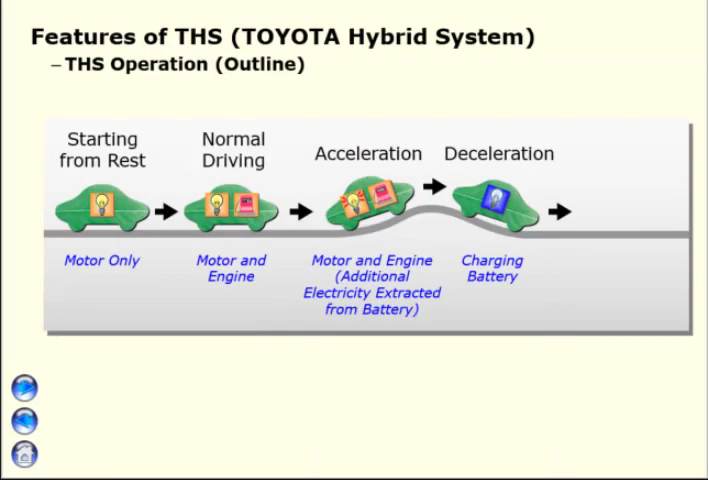 Features of THS (TOYOTA Hybrid System)
– THS Operation (Outline)
Starting
from Rest
Normal
Driving
Acceleration
Deceleration
Motor Only
Motor and
Engine
Motor and Engine
(Additional
Electricity Extracted
from Battery)
Charging
Battery